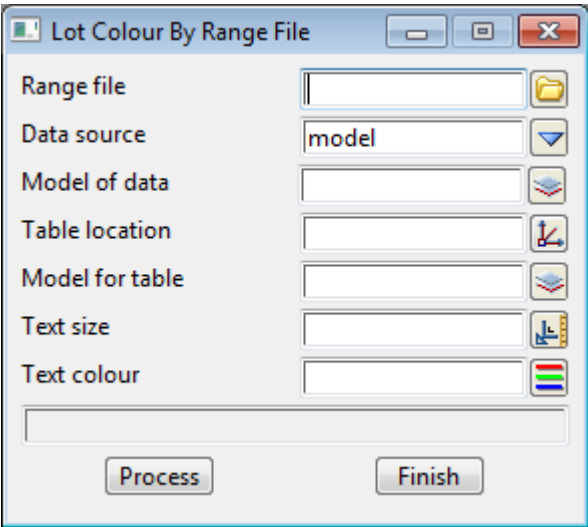 Lot Colour By Range File
Range file
Data source model
Model of data
Table location
Model for table
Text size
Text colour
Process Finish